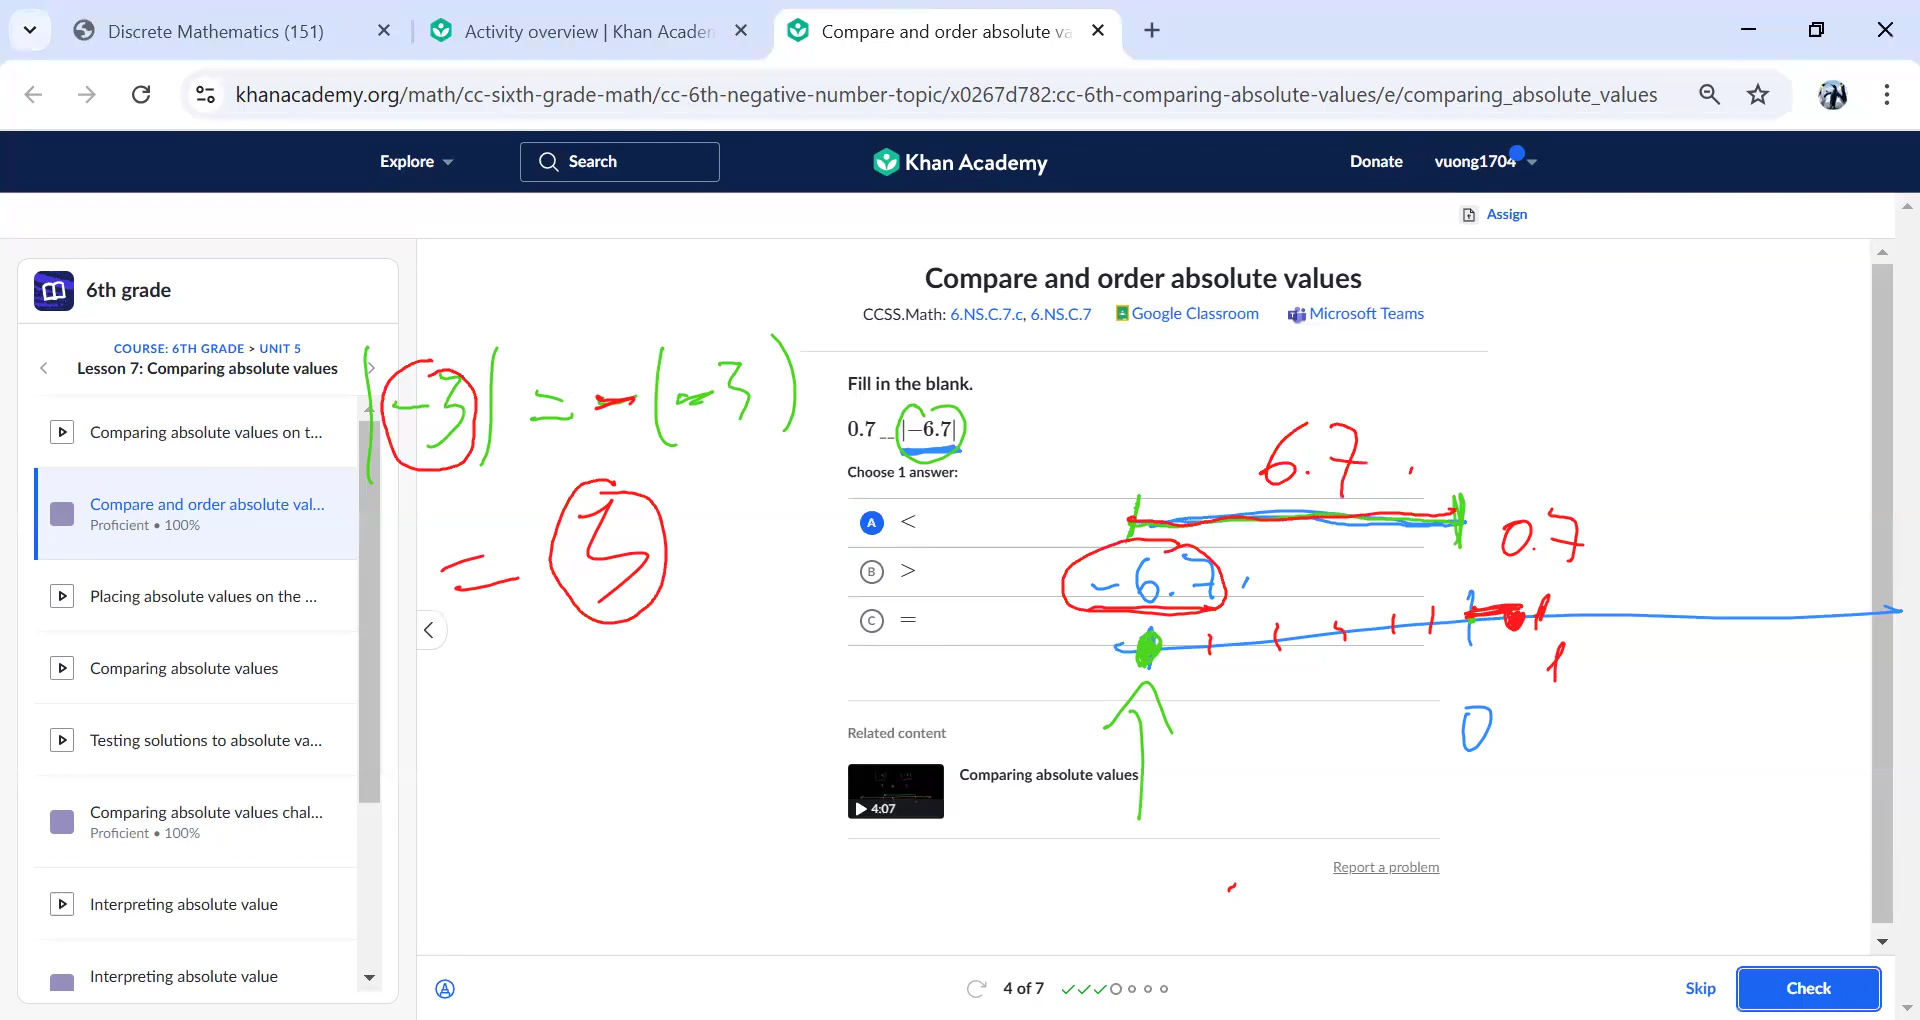 Discrete Mathematics (151)
Activity overview | Khan Acaden
Compare and order absolute va
khanacademy.org/math/cc-sixth-grade-math/cc-6th-negative-number-topic/x0267d782:cc-6th-comparing-absolute-values/e/comparing_absolute_values
Explore
Search
Khan Academy
Donate
vuong1704
Assign
6th grade
COURSE: 6TH GRADE > UNIT 5
Lesson 7: Comparing absolute values
Comparing absolute values on t...
Compare and order absolute val...
Proficient • 100%
Placing absolute values on the ...
Comparing absolute values
Testing solutions to absolute va...
Comparing absolute values chal...
Proficient • 100%
Interpreting absolute value
Interpreting absolute value
|-3| = -(-3)
= 3
Compare and order absolute values
CCSS.Math: 6.NS.C.7.c, 6.NS.C.7
Google Classroom
Microsoft Teams
Fill in the blank.
0.7 __ |−6.7|
Choose 1 answer:
A <
B >
C =
6.7
0.7
-6.7
1
0
Related content
Comparing absolute values
4:07
Report a problem
4 of 7
Skip
Check